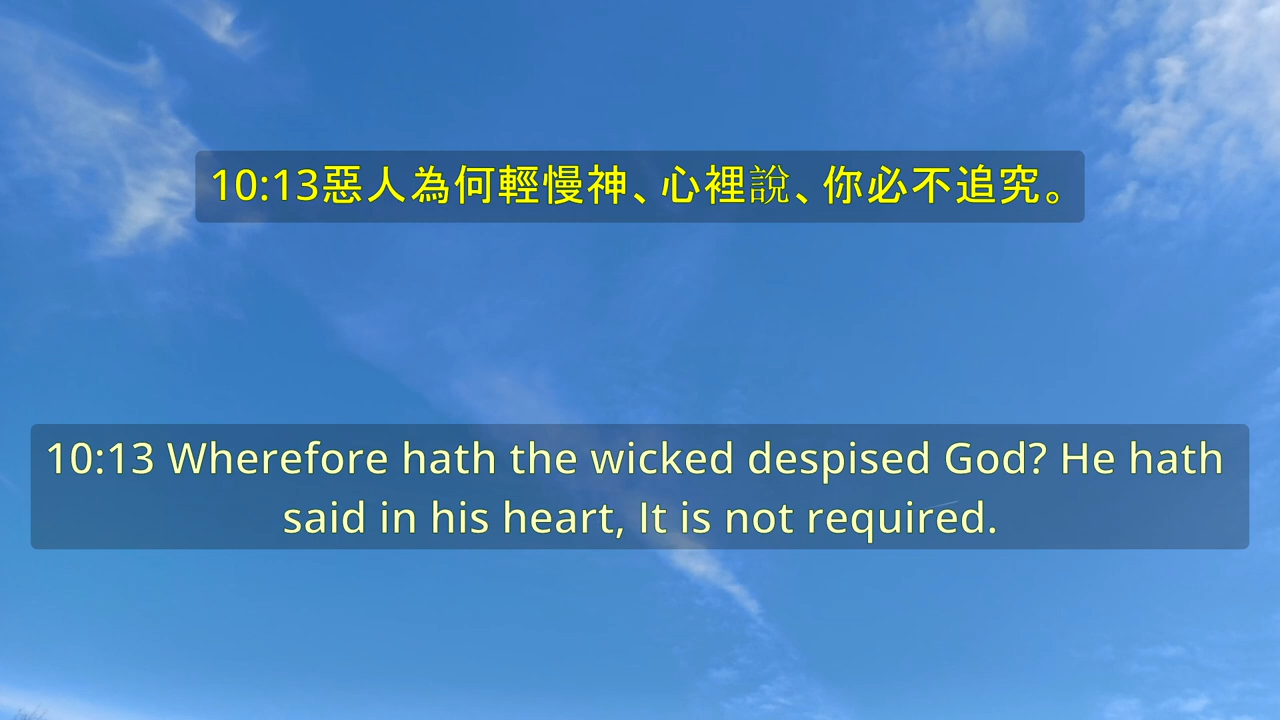 10:13惡人為何輕慢神、心裡說、你必不追究。
10:13 Wherefore hath the wicked despised God? He hath
said in his heart, It is not required.